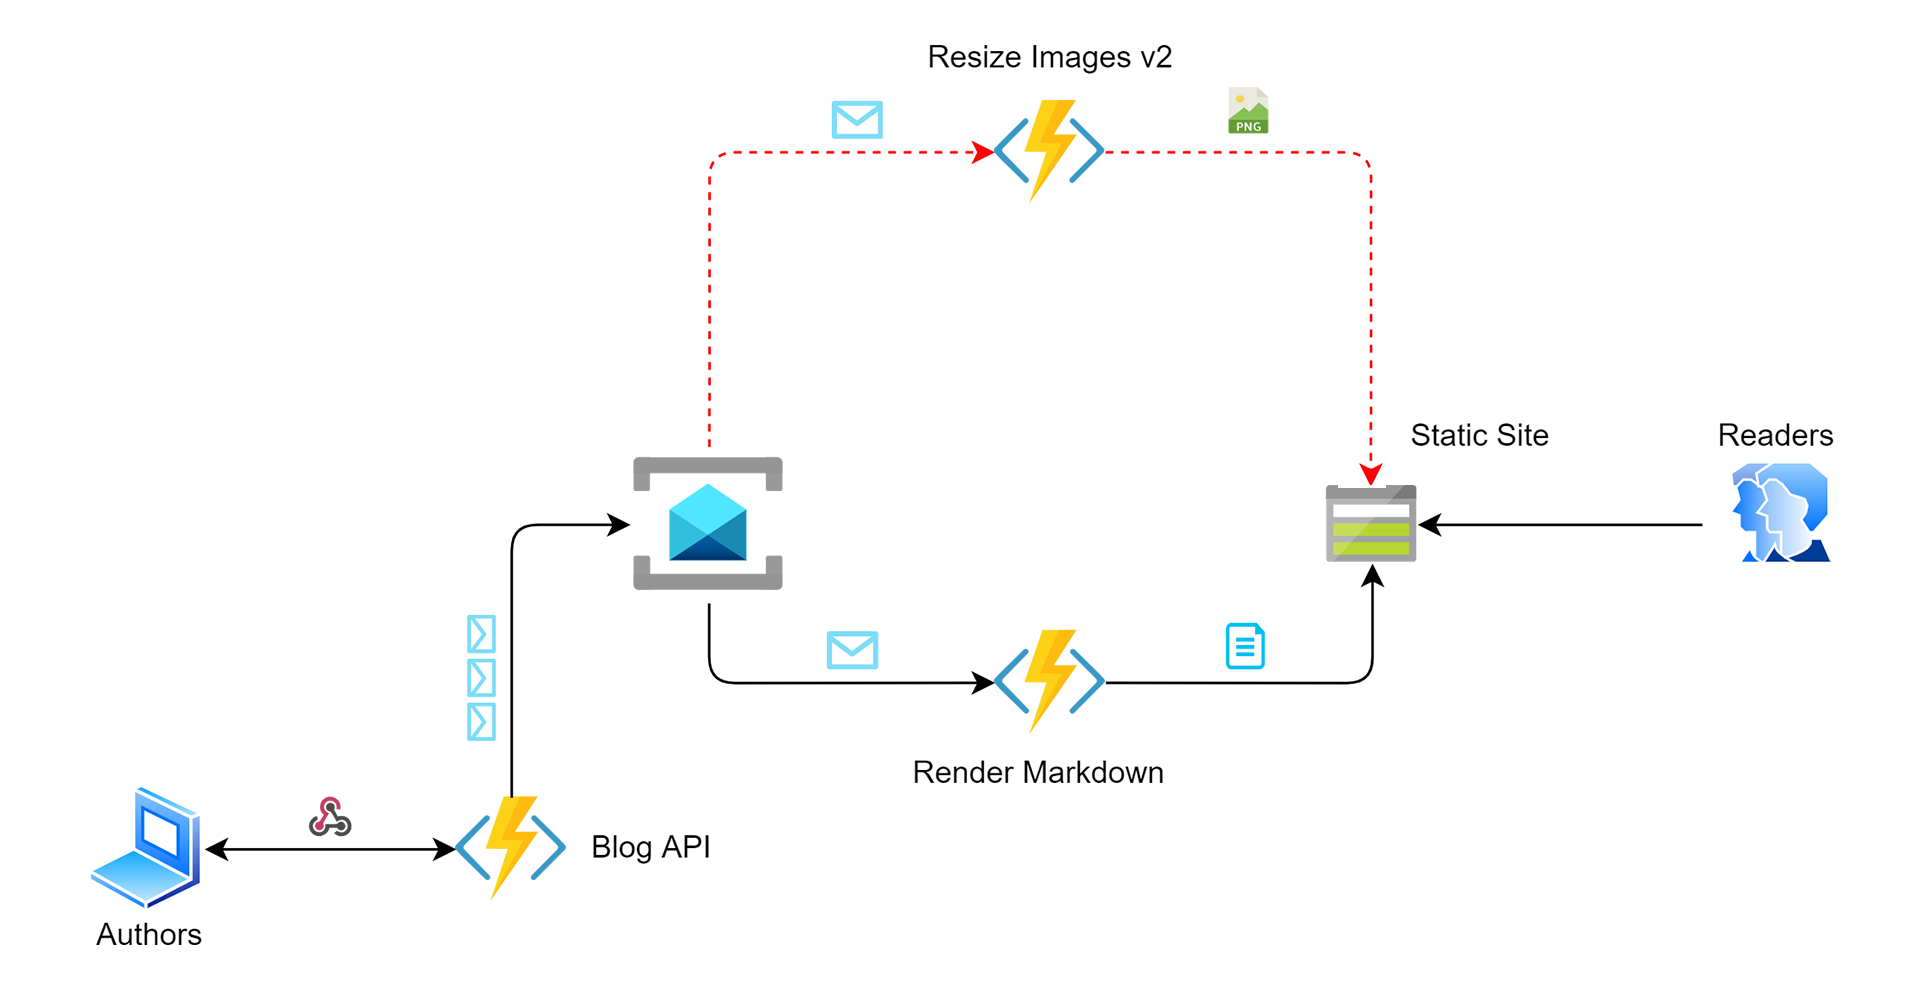 Resize Images v2
PNG
Static Site
Readers
Render Markdown
Blog API
Authors